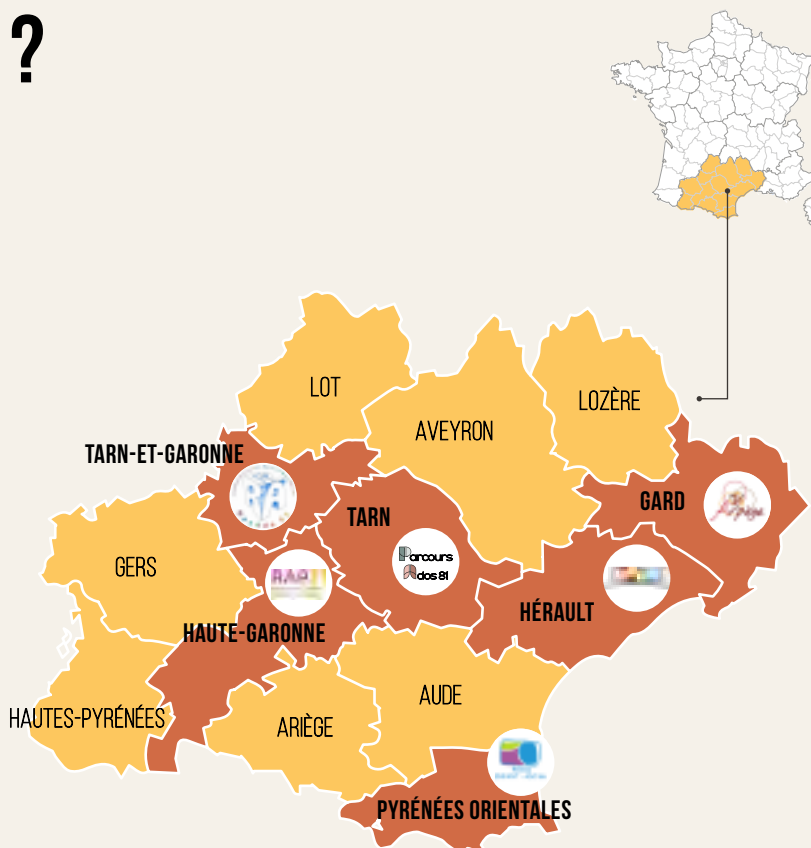 ?
LOT
LOZÈRE
AVEYRON
TARN-ET-GARONNE
GARD
TARN
Parcours
Ados 81
GERS
HÉRAULT
HAUTE-GARONNE
AUDE
HAUTES-PYRÉNÉES
ARIÈGE
PYRÉNÉES ORIENTALES